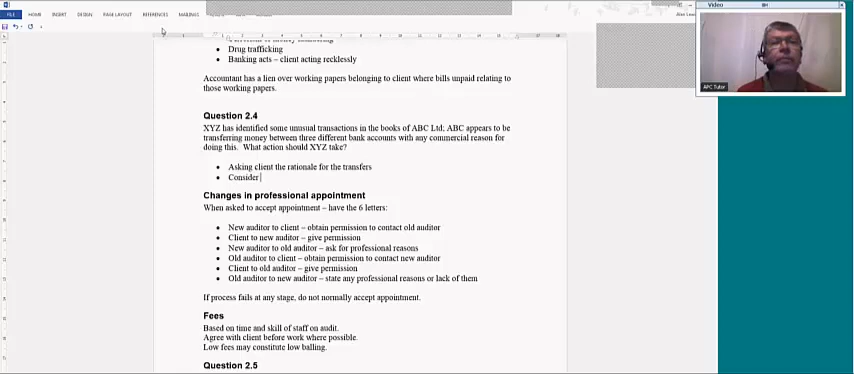 Video
FILE HOME INSERT DESIGN PAGE LAYOUT REFERENCES MAILINGS
APC Tutor
Drug trafficking
Banking acts – client acting recklessly
Accountant has a lien over working papers belonging to client where bills unpaid relating to
those working papers.
Question 2.4
XYZ has identified some unusual transactions in the books of ABC Ltd; ABC appears to be
transferring money between three different bank accounts with any commercial reason for
doing this. What action should XYZ take?
Asking client the rationale for the transfers
Consider
Changes in professional appointment
When asked to accept appointment – have the 6 letters:
New auditor to client – obtain permission to contact old auditor
Client to new auditor – give permission
New auditor to old auditor – ask for professional reasons
Old auditor to client – obtain permission to contact new auditor
Client to old auditor – give permission
Old auditor to new auditor – state any professional reasons or lack of them
If process fails at any stage, do not normally accept appointment.
Fees
Based on time and skill of staff on audit.
Agree with client before work where possible.
Low fees may constitute low balling.
Question 2.5